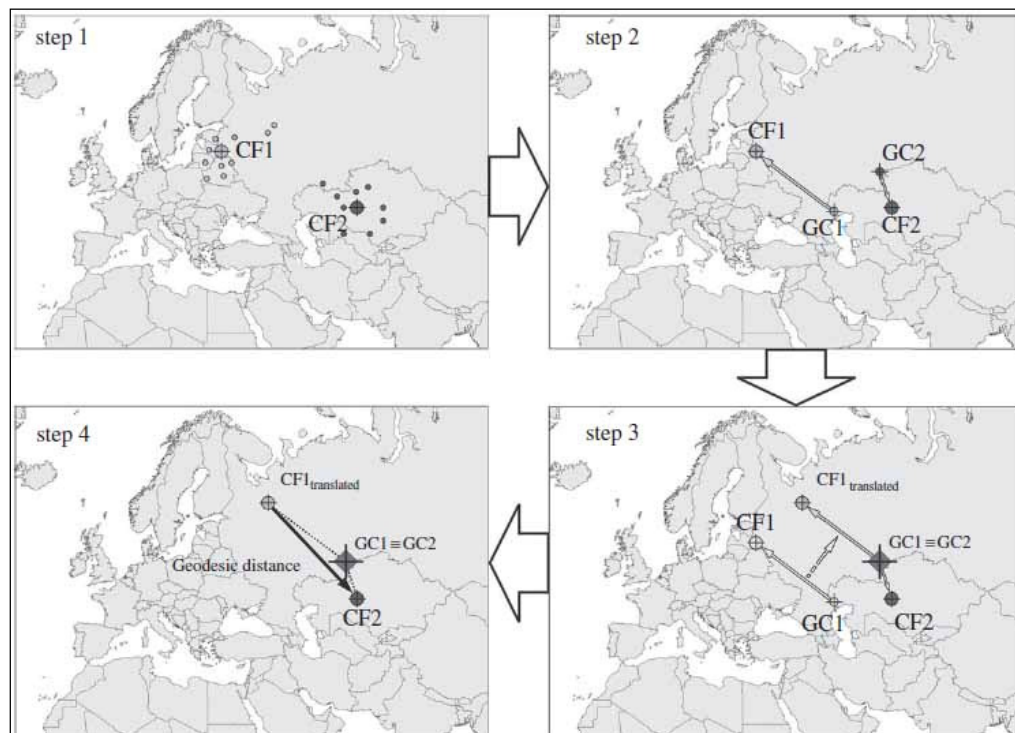 step 1
CF1
CF2
step 2
CF1
GC2
GC1
CF2
step 4
CF1translated
GC1≡GC2
Geodesic distance
CF2
step 3
CF1translated
CF1
GC1≡GC2
GC1
CF2